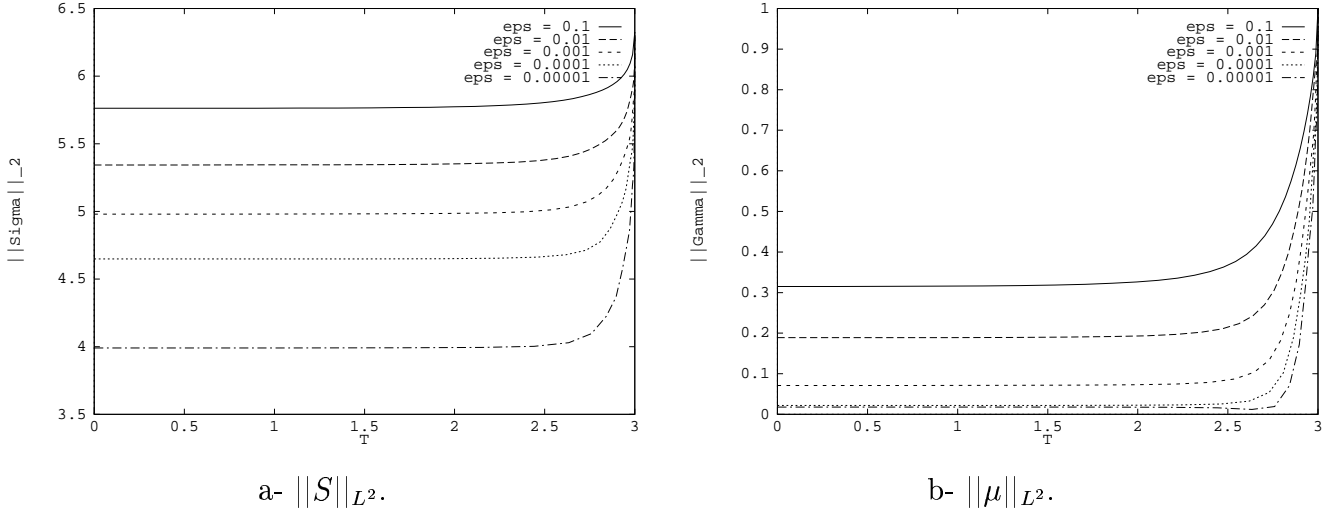 6.5
6
5.5
5
4.5
4
3.5
0 0.5 1 1.5 2 2.5 3
T
||Sigma||_2
eps = 0.1
eps = 0.01
eps = 0.001
eps = 0.0001
eps = 0.00001
a- ||S||_{L^2}.
1
0.9
0.8
0.7
0.6
0.5
0.4
0.3
0.2
0.1
0
0 0.5 1 1.5 2 2.5 3
T
||Gamma||_2
eps = 0.1
eps = 0.01
eps = 0.001
eps = 0.0001
eps = 0.00001
b- ||μ||_{L^2}.